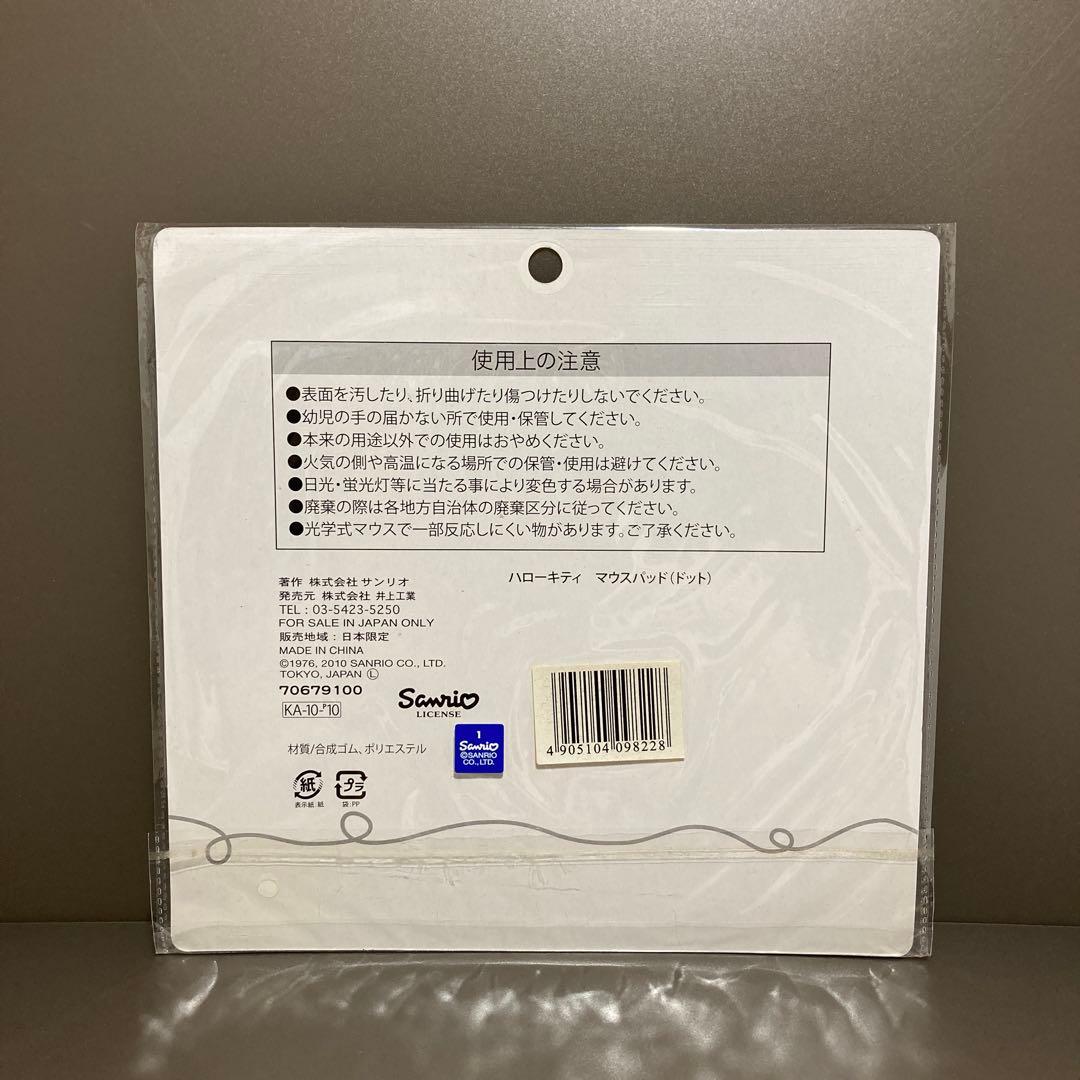 使用上の注意
●表面を汚したり、折り曲げたり傷つけたりしないでください。
●幼児の手の届かない所で使用・保管してください。
●本来の用途以外での使用はおやめください。
●火気の側や高温になる場所での保管・使用は避けてください。
●日光・蛍光灯等に当たる事により変色する場合があります。
●廃棄の際は各地方自治体の廃棄区分に従ってください。
●光学式マウスで一部反応しにくい物があります。ご了承ください。
ハローキティ　マウスパッド(ドット)
著作 株式会社 サンリオ
発売元 株式会社 井上工業
TEL : 03-5423-5250
FOR SALE IN JAPAN ONLY
販売地域 : 日本限定
MADE IN CHINA
©1976, 2010 SANRIO CO., LTD.
TOKYO, JAPAN Ⓛ
70679100
KA-10-P10
Sanrio
LICENSE
1
Sanrio
©SANRIO
CO., LTD.
4 905104 098228
材質/合成ゴム、ポリエステル
紙
プラ
表示紙:紙
袋:PP